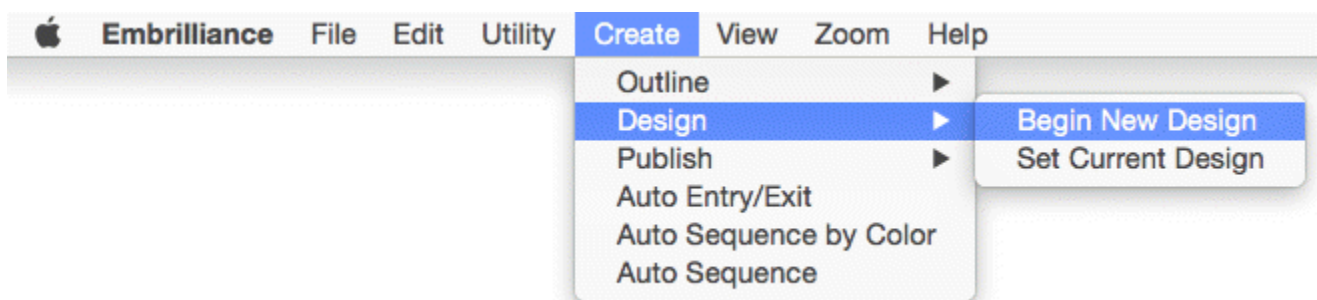 Embrilliance File Edit Utility Create View Zoom Help
Outline
Design Begin New Design
Publish Set Current Design
Auto Entry/Exit
Auto Sequence by Color
Auto Sequence